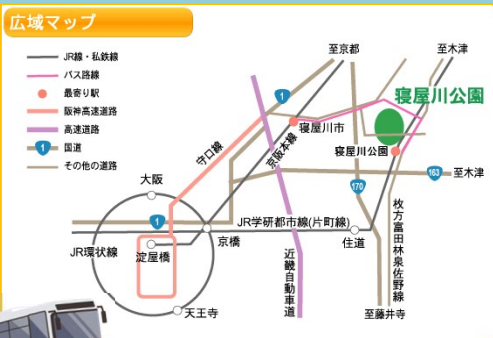 広域マップ
JR線・私鉄線
バス路線
最寄り駅
阪神高速道路
高速道路
1
国道
その他の道路
至京都
至木津
1
寝屋川公園
寝屋川市
京阪本線
守口線
寝屋川公園
163
至木津
170
大阪
1
JR学研都市線(片町線)
京橋
住道
JR環状線
淀屋橋
近畿自動車道
枚方富田林泉佐野線
天王寺
至藤井寺